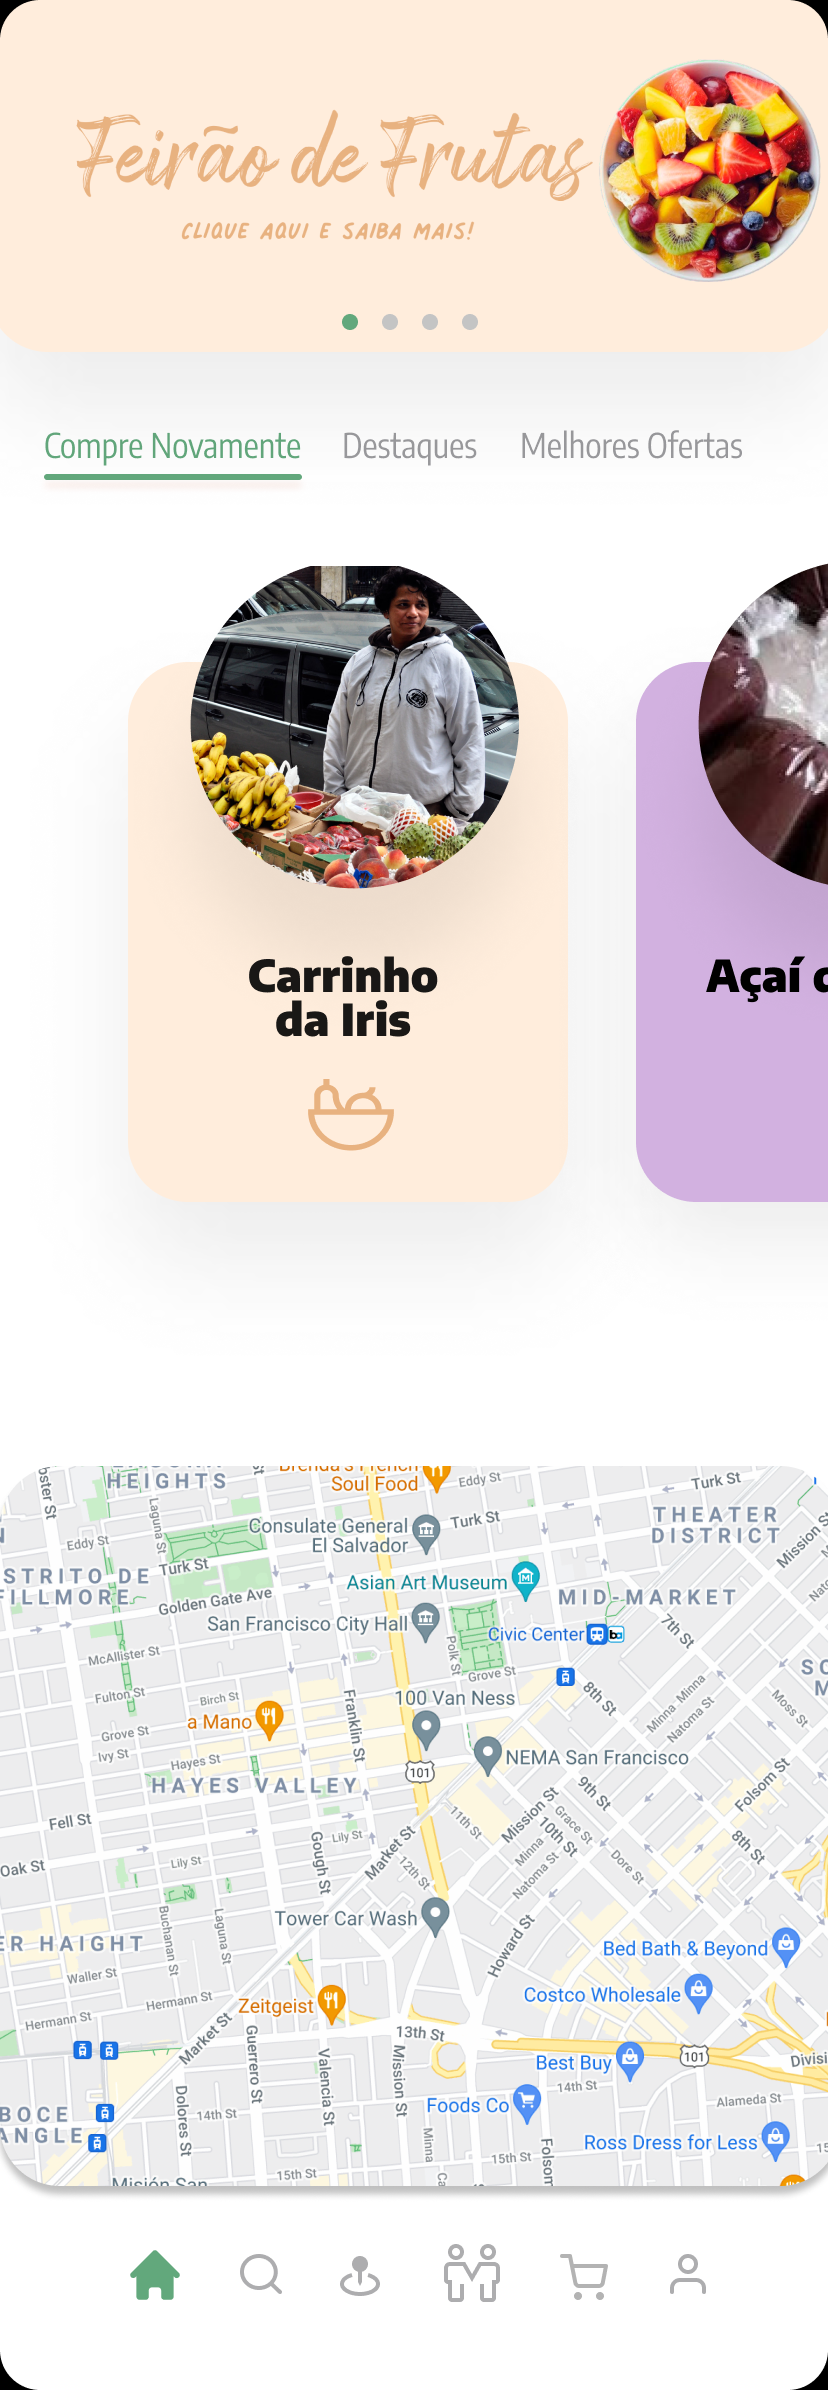 Feirão de Frutas
CLIQUE AQUI E SAIBA MAIS!
Compre Novamente
Destaques
Melhores Ofertas
Carrinho
da Iris
Açaí
HEIGHTS
Soul Food
Eddy St
Turk St
Consulate General
El Salvador
Turk St
THEATER
DISTRICT
Mission St
Laguna St
Eddy St
Turk St
STRITO DE
FILLMORE
Asian Art Museum
MID-MARKET
Golden Gate Ave
San Francisco City Hall
Civic Center
7th St
Polk St
McAllister St
Grove St
Fulton St
Birch St
Franklin St
100 Van Ness
8th St
Minna
Minna
Natoma St
Moss St
a Mano
Grove St
Ivy St
Hayes St
HAYES VALLEY
101
NEMA San Francisco
9th St
Folsom St
Fell St
Lily St
Gough St
Market St
11th St
Mission St
Grace St
10th St
Minna
Natoma St
Dore St
8th St
Oak St
Lily St
12th St
Buchanan St
Laguna St
Tower Car Wash
Howard St
ER HAIGHT
Waller St
Bed Bath & Beyond
Costco Wholesale
Hermann St
Hermann St
Zeitgeist
Market St
13th St
101
Best Buy
Guerrero St
Valencia St
Mission St
14th St
Foods Co
Alameda St
BOCE
ANGLE
Dolores St
14th St
Minna
Folsom
Ross Dress for Less
15th St
15th St
15th
Misión San